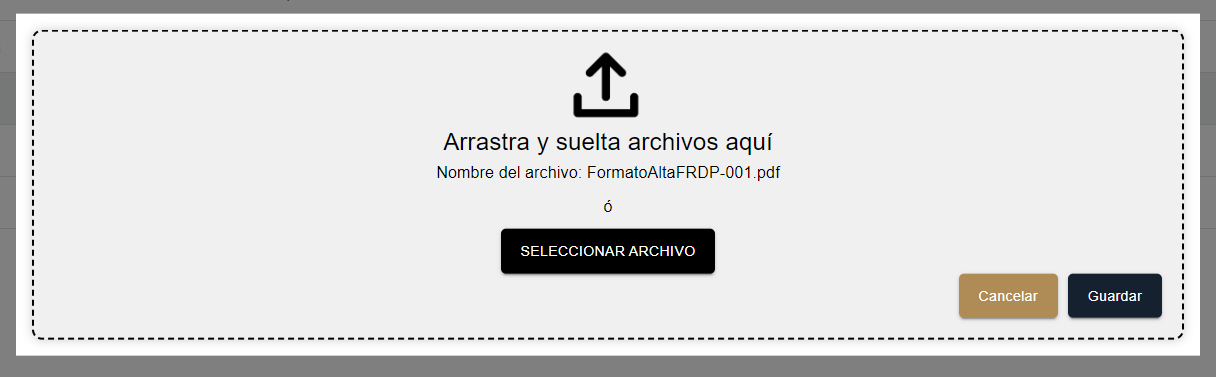 Arrastra y suelta archivos aquí
Nombre del archivo: FormatoAltaFRDP-001.pdf
ó
SELECCIONAR ARCHIVO
Cancelar
Guardar